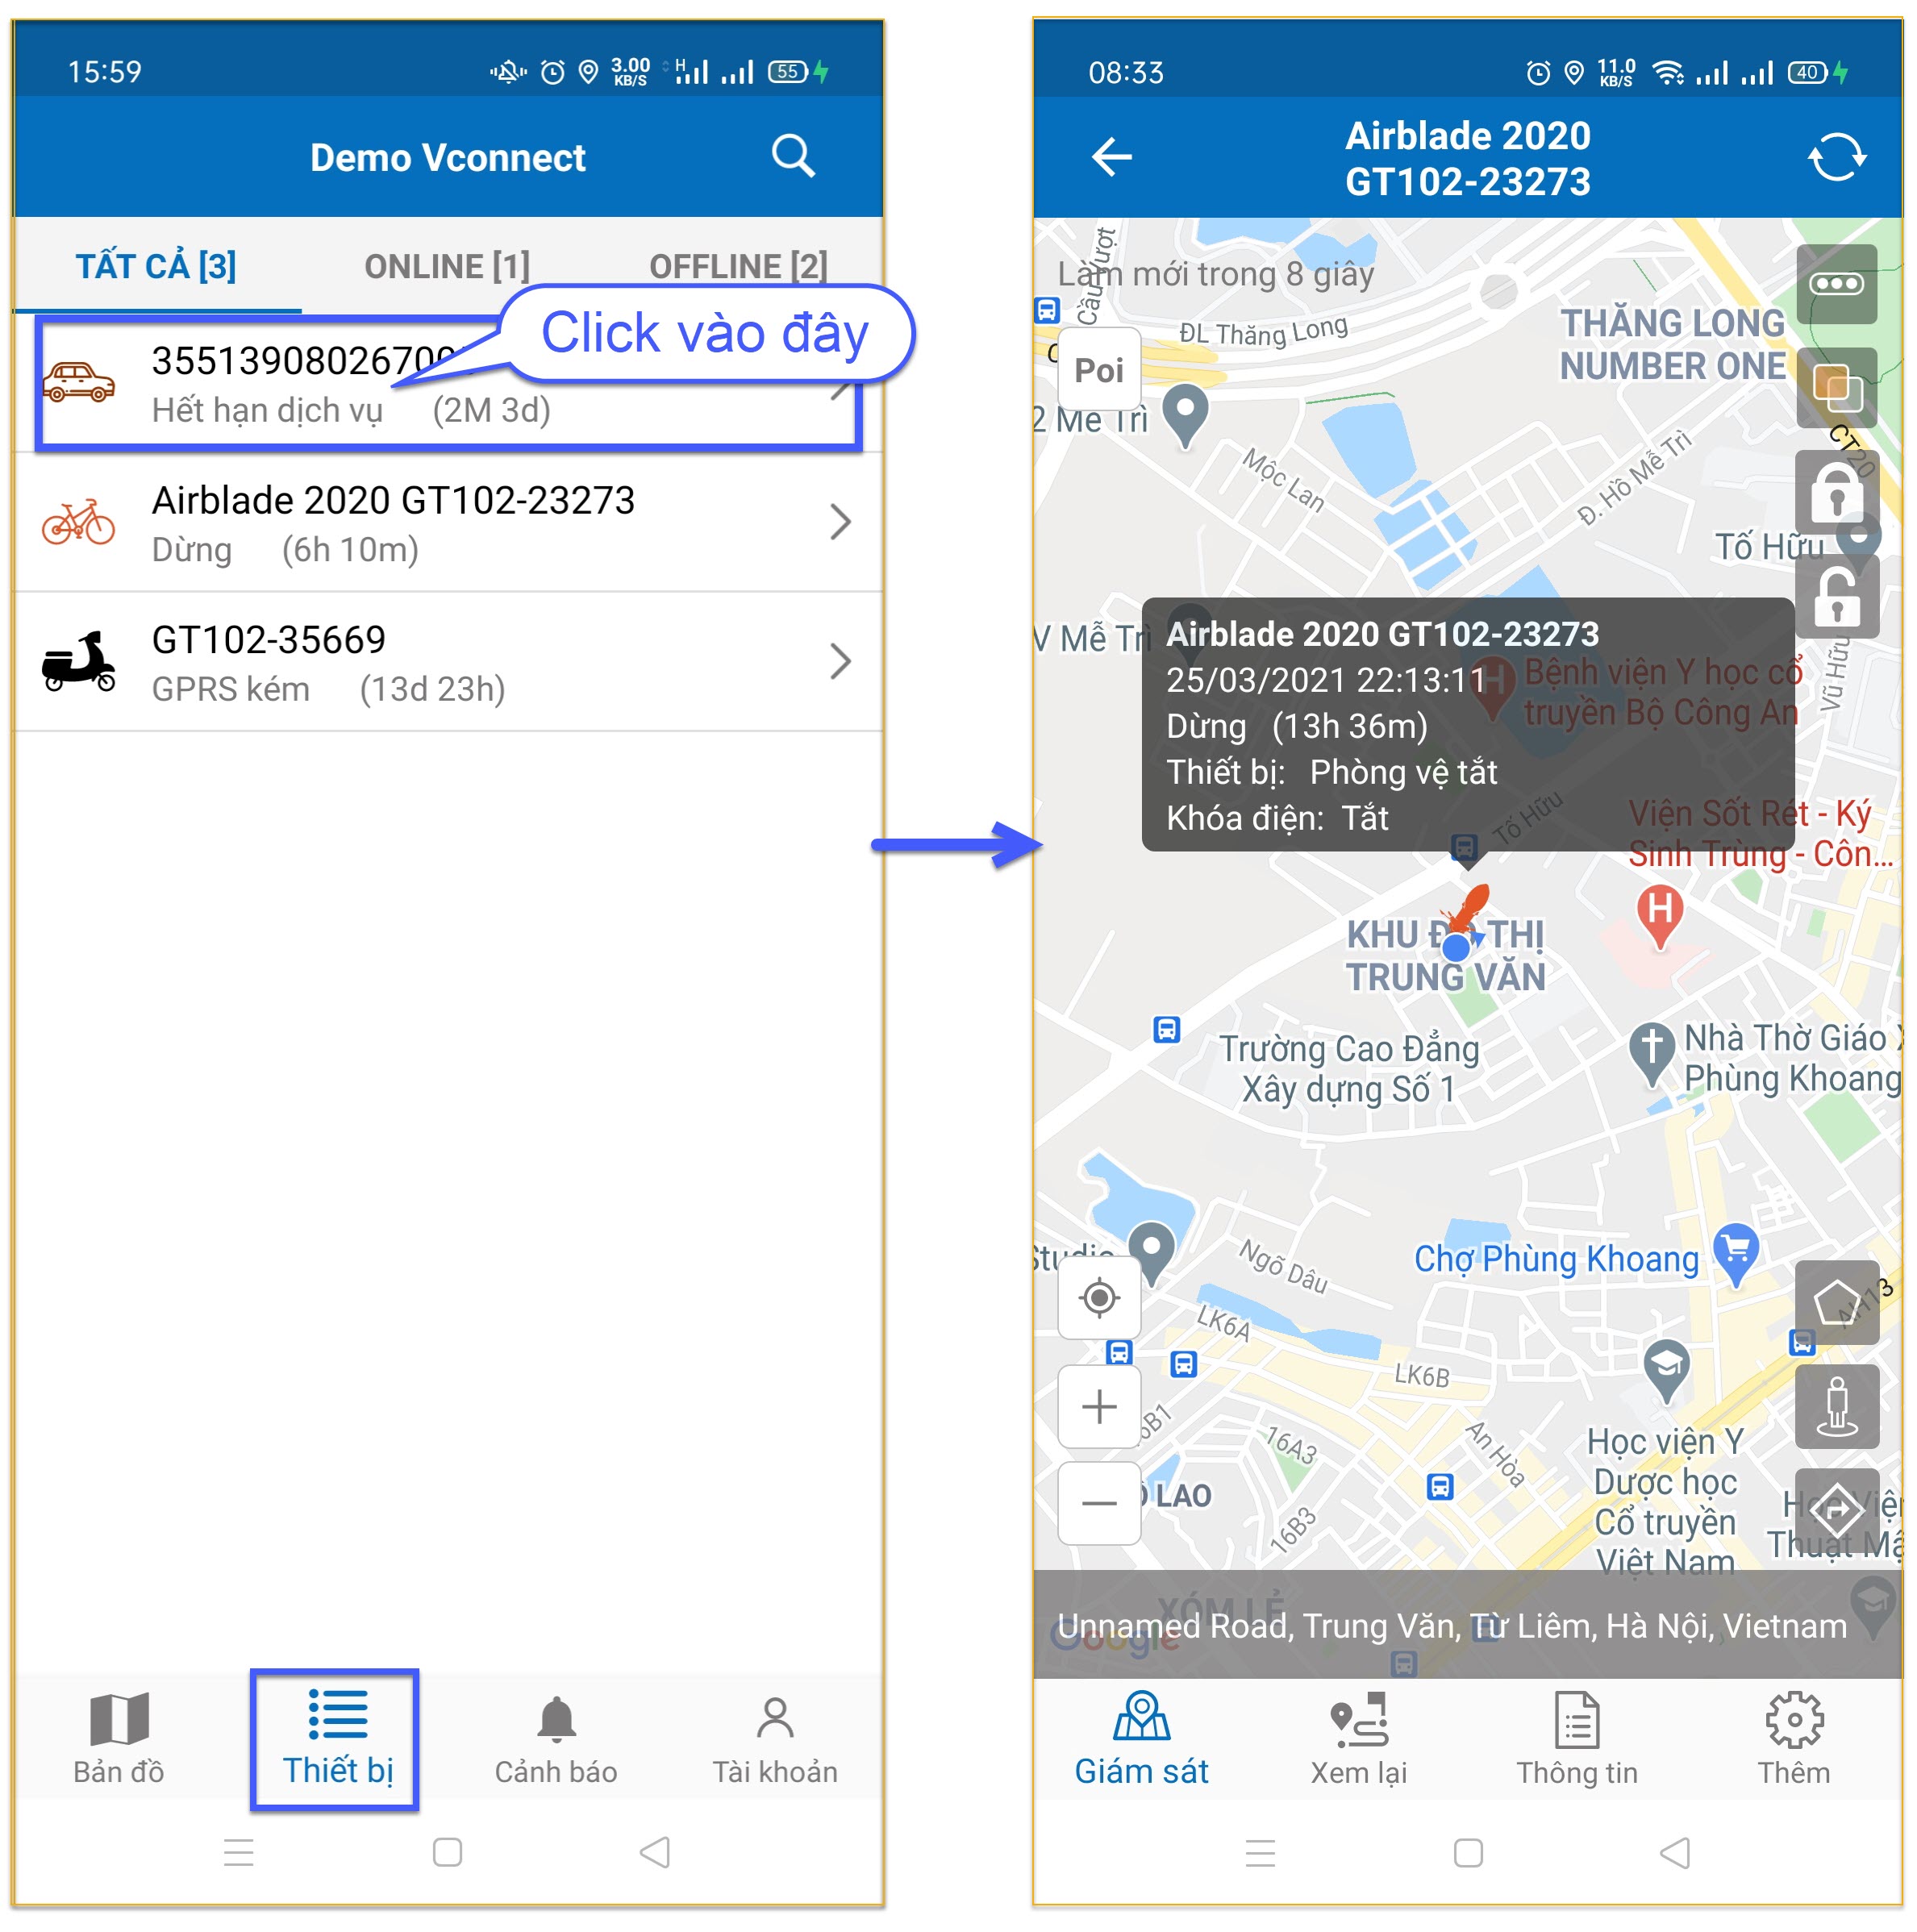 15:59
3.00
KB/S
H
55
Demo Vconnect
TẤT CẢ [3]
ONLINE [1]
OFFLINE [2]
Click vào đây
Hết hạn dịch vụ (2M 3d)
Airblade 2020 GT102-23273
Dừng (6h 10m)
GT102-35669
GPRS kém (13d 23h)
Bản đồ
Thiết bị
Cảnh báo
Tài khoản
08:33
11.0
KB/S
40
Airblade 2020
GT102-23273
Làm mới trong 8 giây
Cầu Vượt
ĐL Thăng Long
THĂNG LONG
NUMBER ONE
Poi
Mễ Trì
Mộc Lan
Đ. Hồ Mễ Trì
CT20
Tố Hữu
V Mễ Trì
Vũ Hữu
Airblade 2020 GT102-23273
25/03/2021 22:13:11
Dừng (13h 36m)
Thiết bị: Phòng vệ tắt
Khóa điện: Tắt
H
Bệnh viện Y học cổ
truyền Bộ Công An
Tố Hữu
Viện Sốt Rét - Ký
Sinh Trùng - Côn...
H
KHU ĐÔ THỊ
TRUNG VĂN
Trường Cao Đẳng
Xây dựng Số 1
Nhà Thờ Giáo X
Phùng Khoang
Studio
Ngõ Dâu
Chợ Phùng Khoang
AH13
LK6A
LK6B
16B1
16A3
An Hòa
LAO
16B3
Học viện Y
Dược học
Cổ truyền
Việt Nam
Thuật Mậ
XÓM LẺ
Google
Unnamed Road, Trung Văn, Từ Liêm, Hà Nội, Vietnam
Giám sát
Xem lại
Thông tin
Thêm